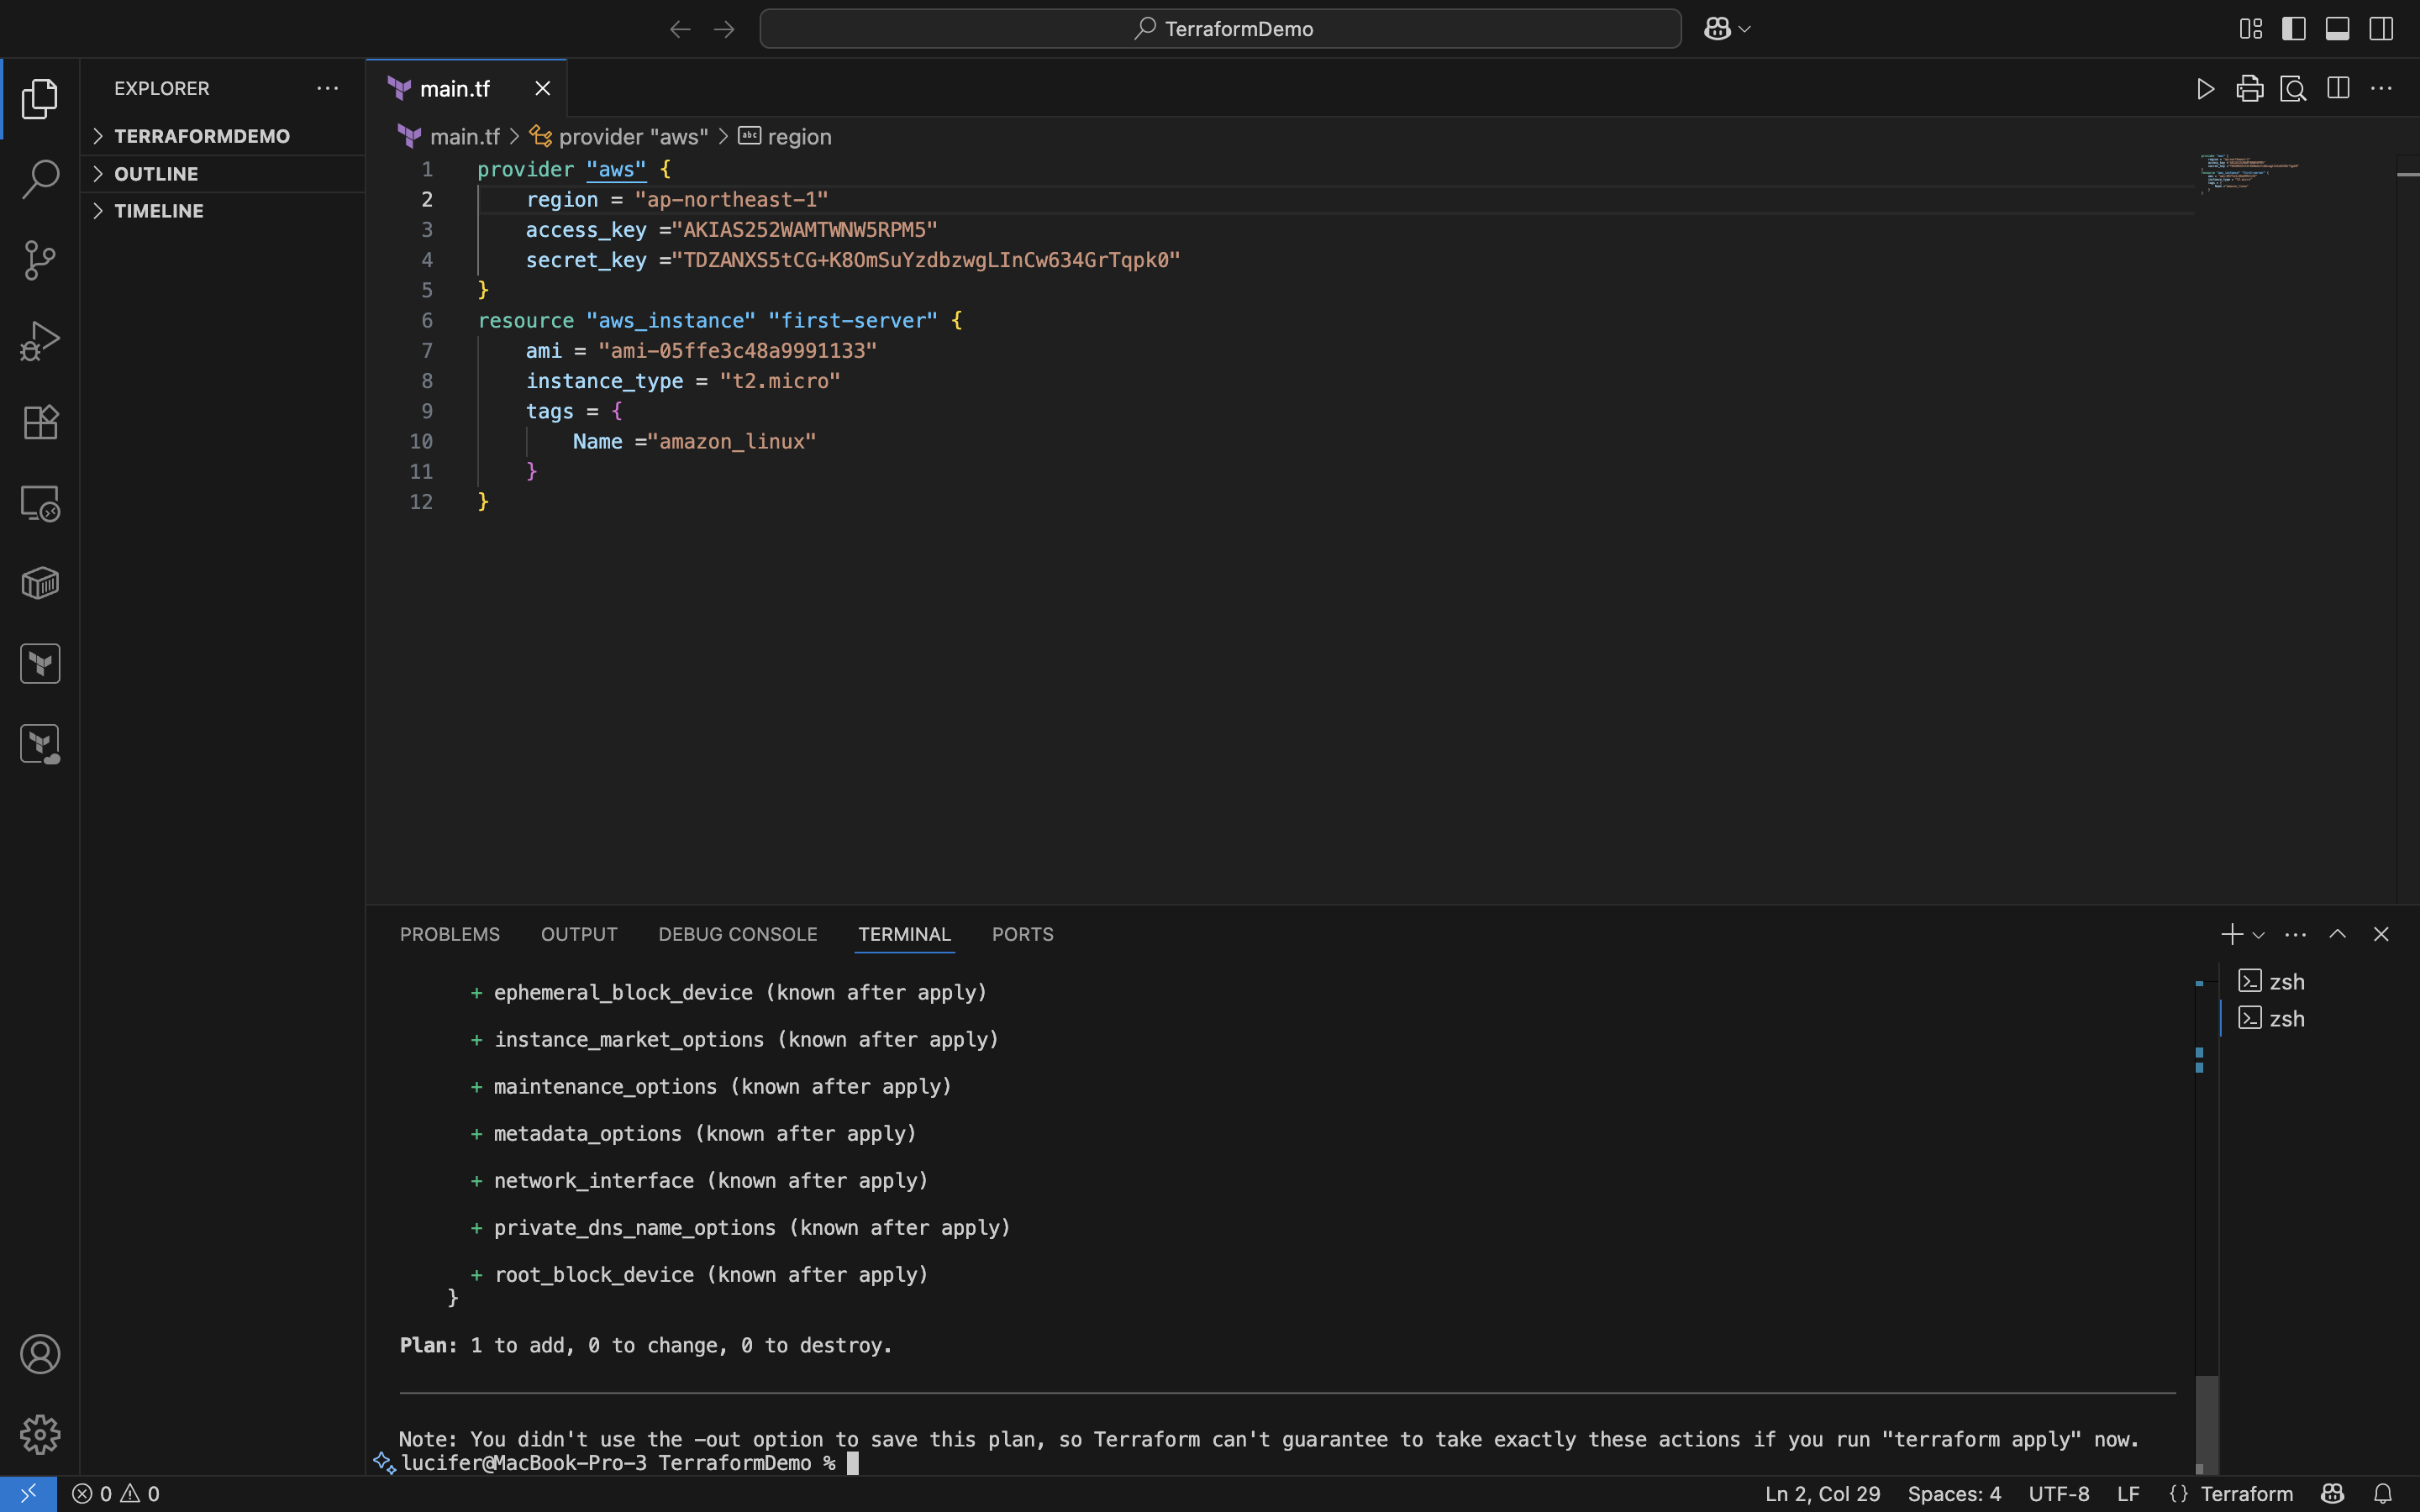 TerraformDemo
EXPLORER
TERRAFORMDEMO
OUTLINE
TIMELINE
main.tf
main.tf > provider "aws" > abc region
1 provider "aws" {
2 region = "ap-northeast-1"
3 access_key ="AKIAS252WAMTWNW5RPM5"
4 secret_key ="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"
5 }
6 resource "aws_instance" "first-server" {
7 ami = "ami-05ffe3c48a9991133"
8 instance_type = "t2.micro"
9 tags = {
10 Name ="amazon_linux"
11 }
12 }
PROBLEMS OUTPUT DEBUG CONSOLE TERMINAL PORTS
zsh
zsh
+ ephemeral_block_device (known after apply)
+ instance_market_options (known after apply)
+ maintenance_options (known after apply)
+ metadata_options (known after apply)
+ network_interface (known after apply)
+ private_dns_name_options (known after apply)
+ root_block_device (known after apply)
}
Plan: 1 to add, 0 to change, 0 to destroy.
Note: You didn't use the -out option to save this plan, so Terraform can't guarantee to take exactly these actions if you run "terraform apply" now.
lucifer@MacBook-Pro-3 TerraformDemo %
0 0 Ln 2, Col 29 Spaces: 4 UTF-8 LF {} Terraform